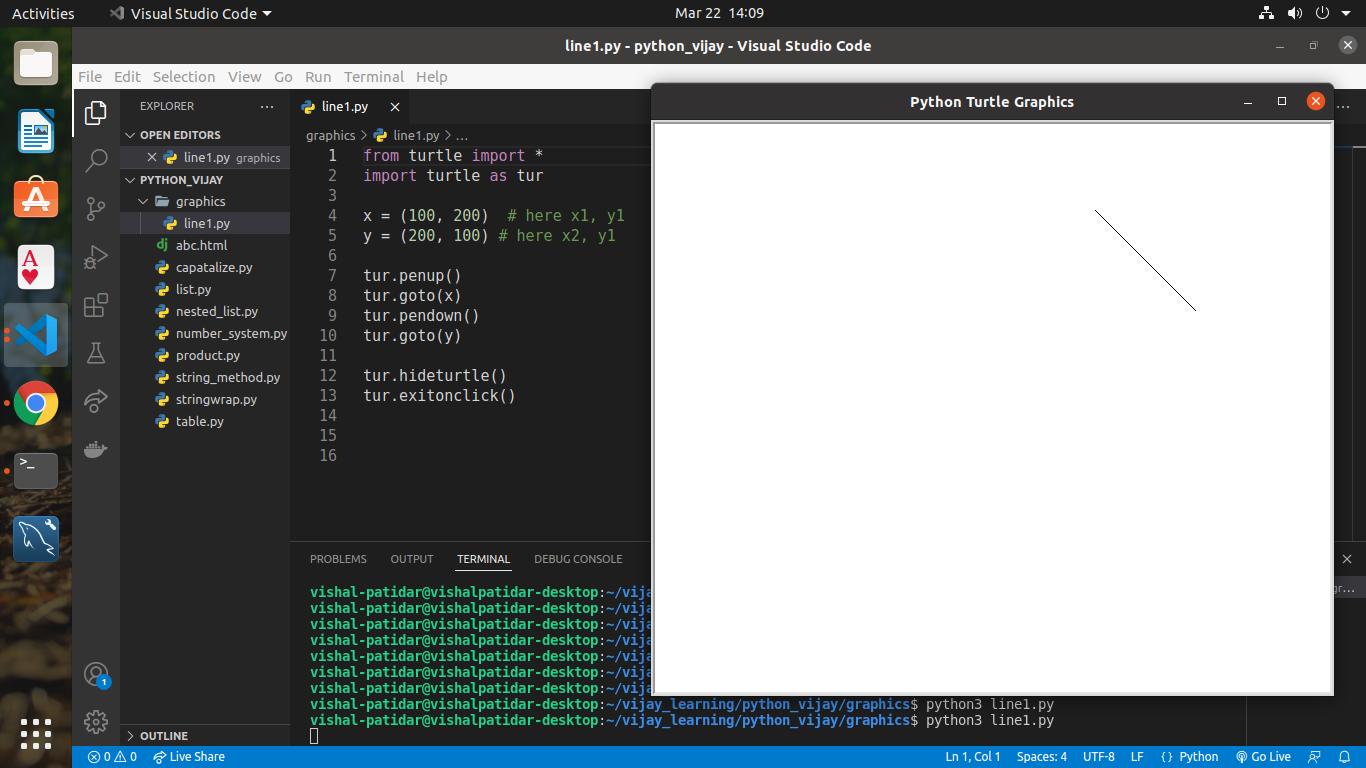 Activities
Visual Studio Code
Mar 22 14:09
line1.py - python_vijay - Visual Studio Code
File Edit Selection View Go Run Terminal Help
EXPLORER
OPEN EDITORS
line1.py graphics
PYTHON_VIJAY
graphics
line1.py
abc.html
capatalize.py
list.py
nested_list.py
number_system.py
product.py
string_method.py
stringwrap.py
table.py
OUTLINE
line1.py
graphics > line1.py > ...
1 from turtle import *
2 import turtle as tur
3
4 x = (100, 200)  # here x1, y1
5 y = (200, 100) # here x2, y1
6
7 tur.penup()
8 tur.goto(x)
9 tur.pendown()
10 tur.goto(y)
11
12 tur.hideturtle()
13 tur.exitonclick()
14
15
16
Python Turtle Graphics
PROBLEMS OUTPUT TERMINAL DEBUG CONSOLE
vishal-patidar@vishalpatidar-desktop:~/vija
vishal-patidar@vishalpatidar-desktop:~/vija
vishal-patidar@vishalpatidar-desktop:~/vija
vishal-patidar@vishalpatidar-desktop:~/vija
vishal-patidar@vishalpatidar-desktop:~/vija
vishal-patidar@vishalpatidar-desktop:~/vija
vishal-patidar@vishalpatidar-desktop:~/vija
vishal-patidar@vishalpatidar-desktop:~/vijay_learning/python_vijay/graphics$ python3 line1.py
vishal-patidar@vishalpatidar-desktop:~/vijay_learning/python_vijay/graphics$ python3 line1.py
gr...
0 0 Live Share
Ln 1, Col 1 Spaces: 4 UTF-8 LF Python Go Live